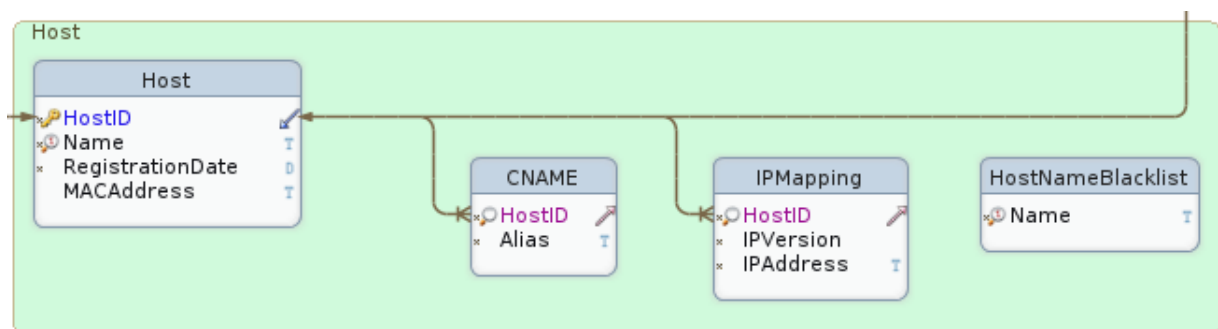 Host
Host
HostID
Name T
RegistrationDate D
MACAddress T
CNAME
HostID
Alias T
IPMapping
HostID
IPVersion
IPAddress T
HostNameBlacklist
Name T